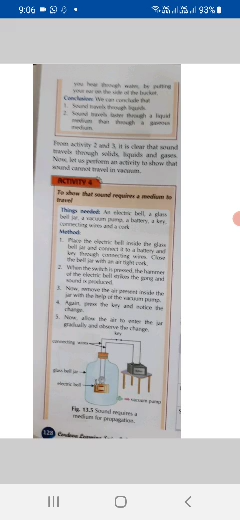 9:06
93%
you hear through water, by putting
your ear on the side of the bucket.
Conclusion: We can conclude that
1. Sound travels through liquids.
2. Sound travels faster through a liquid
medium than through a gaseous
medium.
From activity 2 and 3, it is clear that sound
travels through solids, liquids and gases.
Now, let us perform an activity to show that
sound cannot travel in vacuum.
ACTIVITY 4
To show that sound requires a medium to
travel
Things needed: An electric bell, a glass
bell jar, a vacuum pump, a battery, a key,
connecting wires and a cork
Method:
1. Place the electric bell inside the glass
bell jar and connect it to a battery and
key through connecting wires. Close
the bell jar with an air-tight cork.
2. When the switch is pressed, the hammer
of the electric bell strikes the gong and
sound is produced.
3. Now, remove the air present inside the
jar with the help of the vacuum pump.
4. Again, press the key and notice the
change.
5. Now, allow the air to enter the jar
gradually and observe the change.
key
connecting wires
glass bell jar
electric bell
vacuum pump
Fig. 13.5 Sound requires a
medium for propagation.
128 Cordova Learning